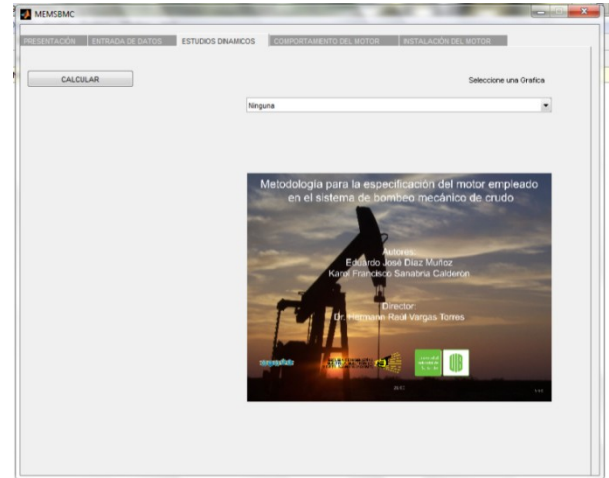 MEMSBMC
PRESENTACIÓN ENTRADA DE DATOS ESTUDIOS DINAMICOS COMPORTAMIENTO DEL MOTOR INSTALACIÓN DEL MOTOR
CALCULAR
Seleccione una Grafica
Ninguna
Metodología para la especificación del motor empleado
en el sistema de bombeo mecánico de crudo
Autores:
Eduardo José Díaz Muñoz
Karol Francisco Sanabria Calderón
Director:
Dr. Hermann Raúl Vargas Torres